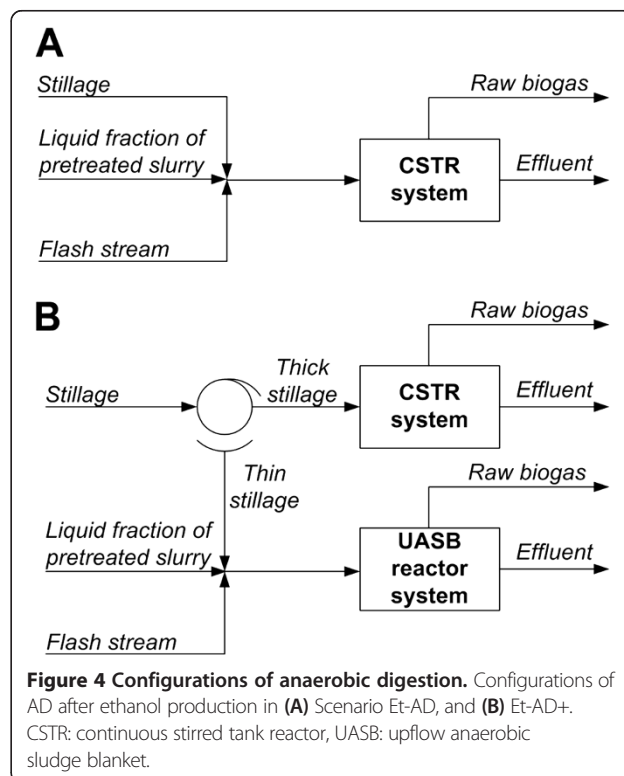 A
Stillage
Raw biogas
Liquid fraction of
pretreated slurry
CSTR
system
Effluent
Flash stream
B
Raw biogas
Thick
stillage
Stillage
CSTR
system
Effluent
Thin
stillage
Raw biogas
Liquid fraction of
pretreated slurry
UASB
reactor
system
Effluent
Flash stream
Figure 4 Configurations of anaerobic digestion. Configurations of
AD after ethanol production in (A) Scenario Et-AD, and (B) Et-AD+.
CSTR: continuous stirred tank reactor, UASB: upflow anaerobic
sludge blanket.